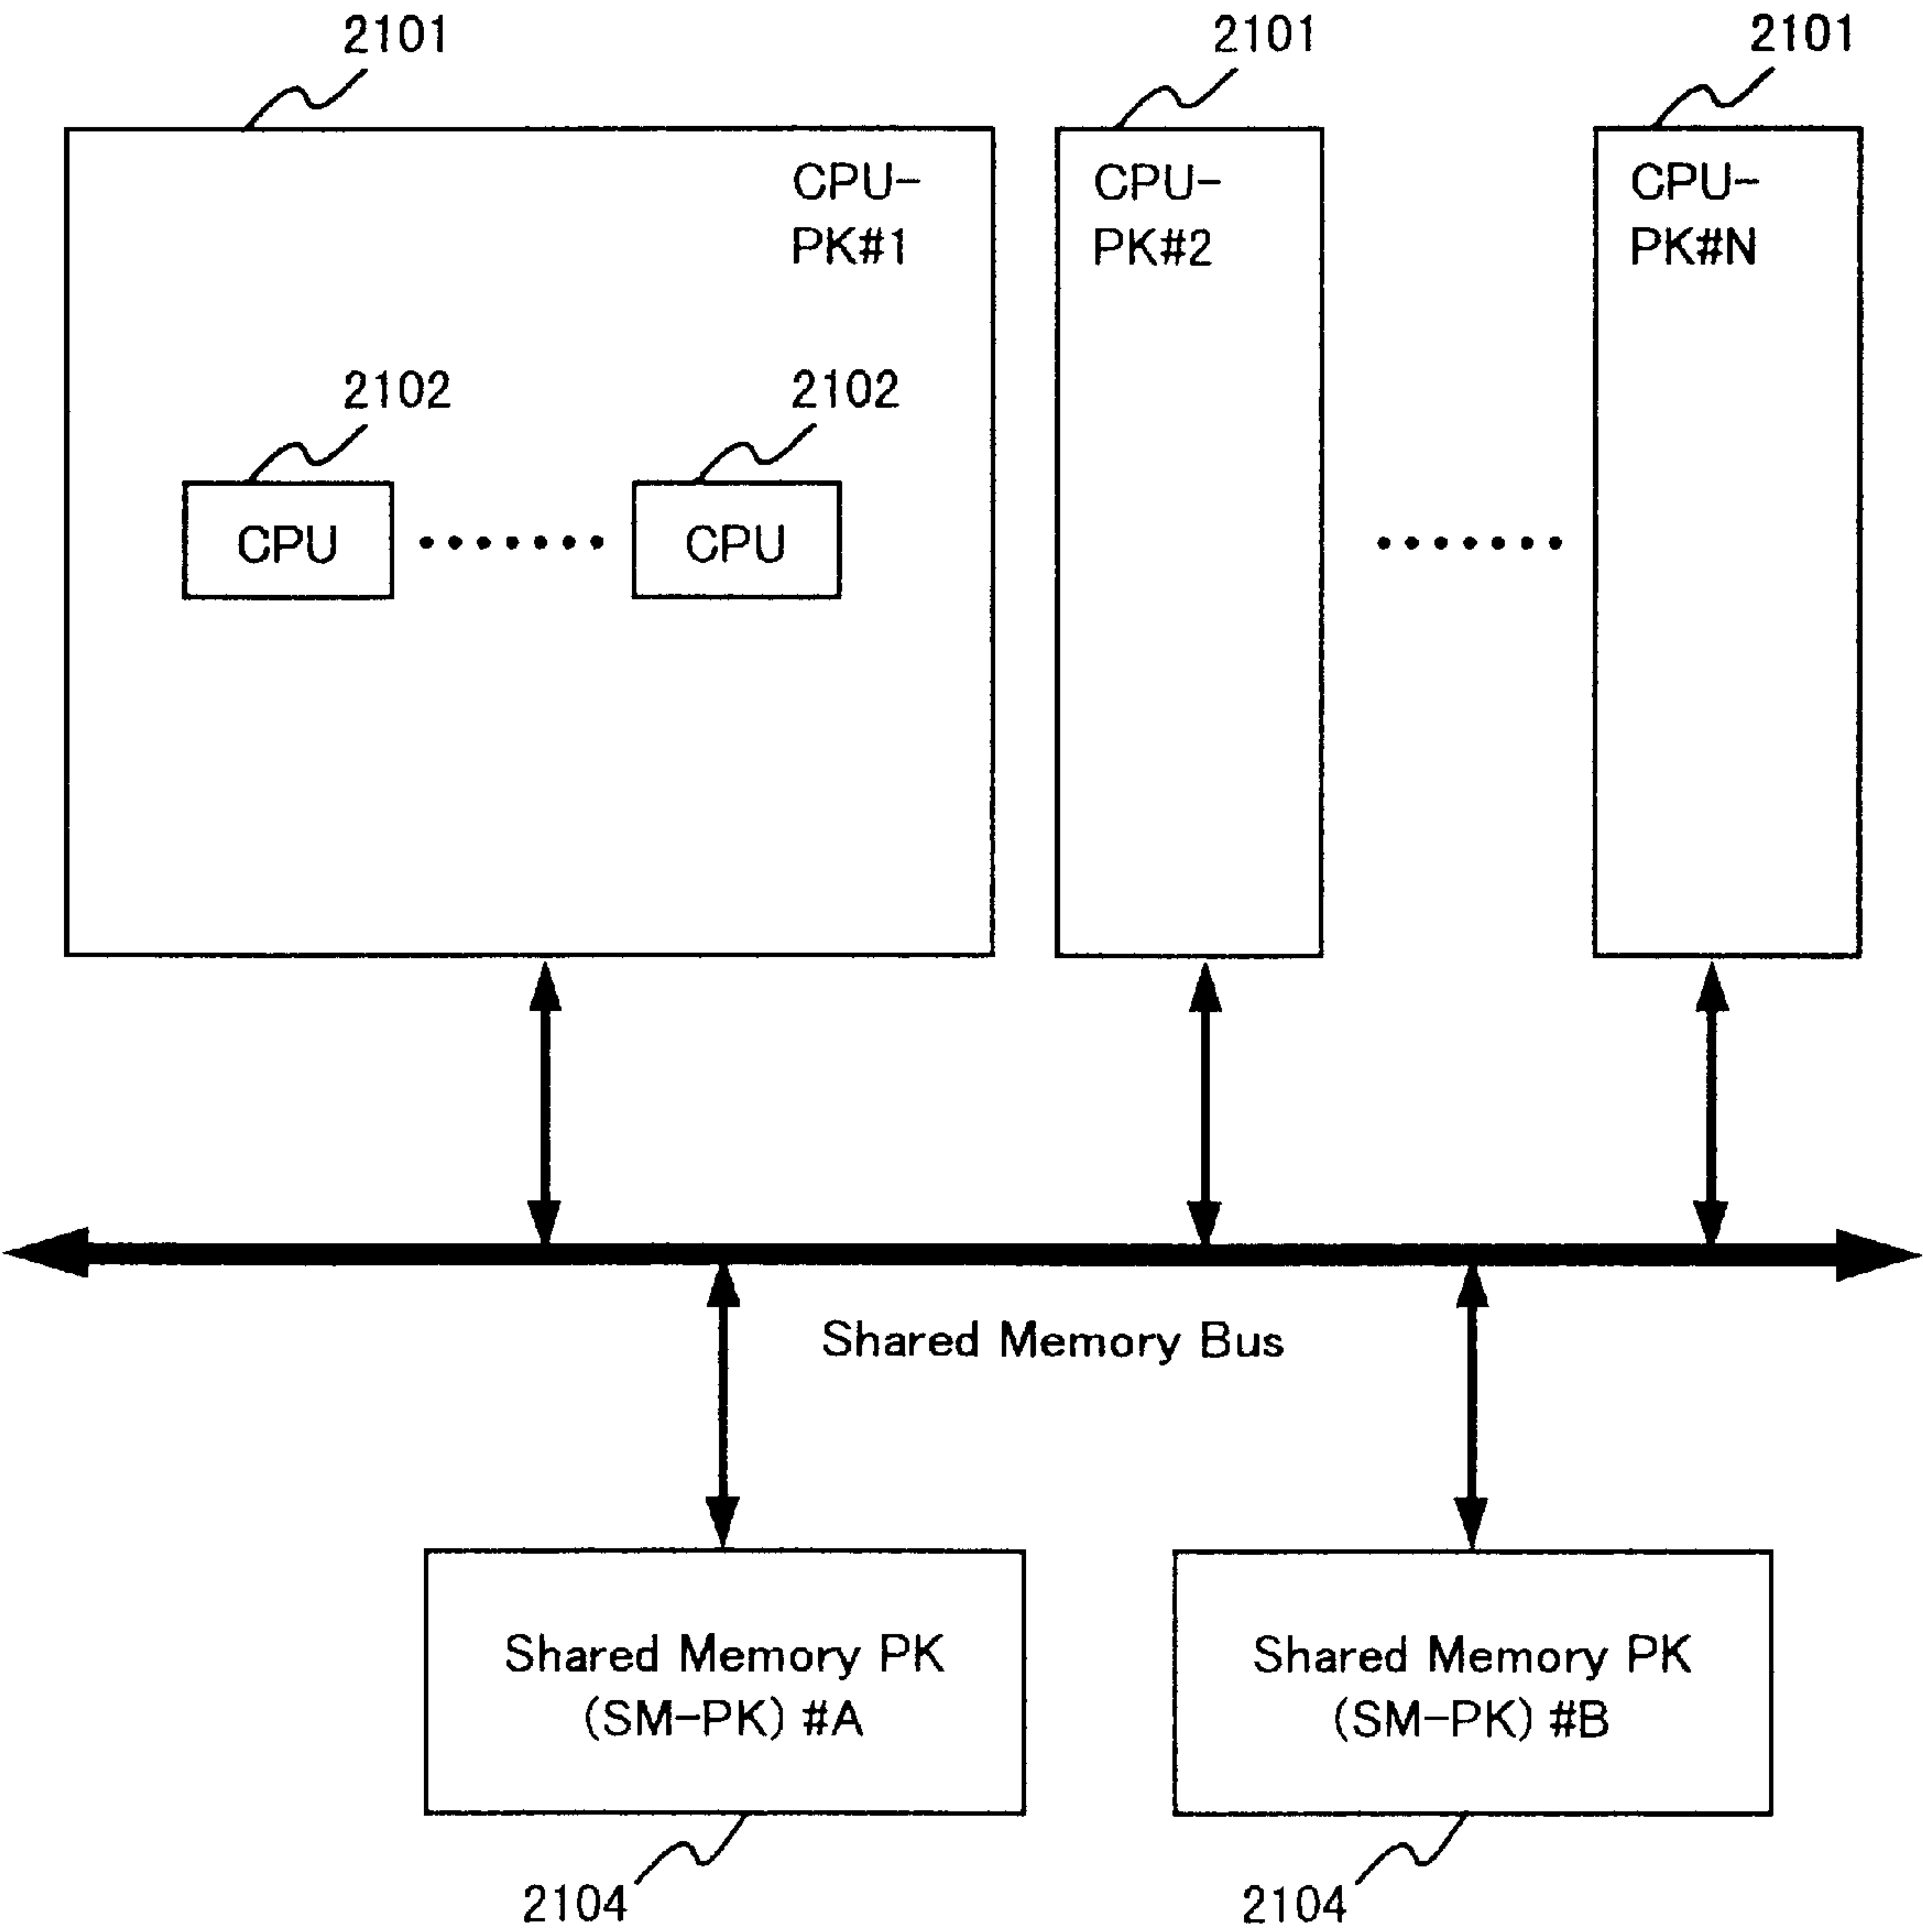 2101
2101
2101
CPU-
PK#1
CPU-
PK#2
CPU-
PK#N
2102
2102
CPU
CPU
Shared Memory Bus
Shared Memory PK
(SM-PK) #A
Shared Memory PK
(SM-PK) #B
2104
2104